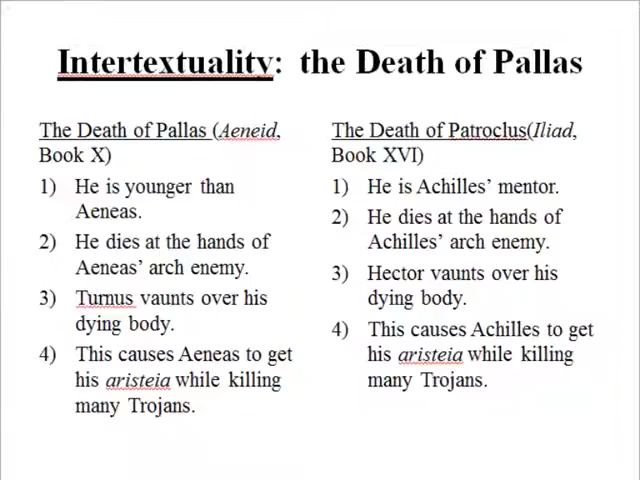 Intertextuality:  the Death of Pallas
The Death of Pallas (Aeneid,
Book X)
1) He is younger than
Aeneas.
2) He dies at the hands of
Aeneas' arch enemy.
3) Turnus vaunts over his
dying body.
4) This causes Aeneas to get
his aristeia while killing
many Trojans.
The Death of Patroclus(Iliad,
Book XVI)
1) He is Achilles' mentor.
2) He dies at the hands of
Achilles' arch enemy.
3) Hector vaunts over his
dying body.
4) This causes Achilles to get
his aristeia while killing
many Trojans.